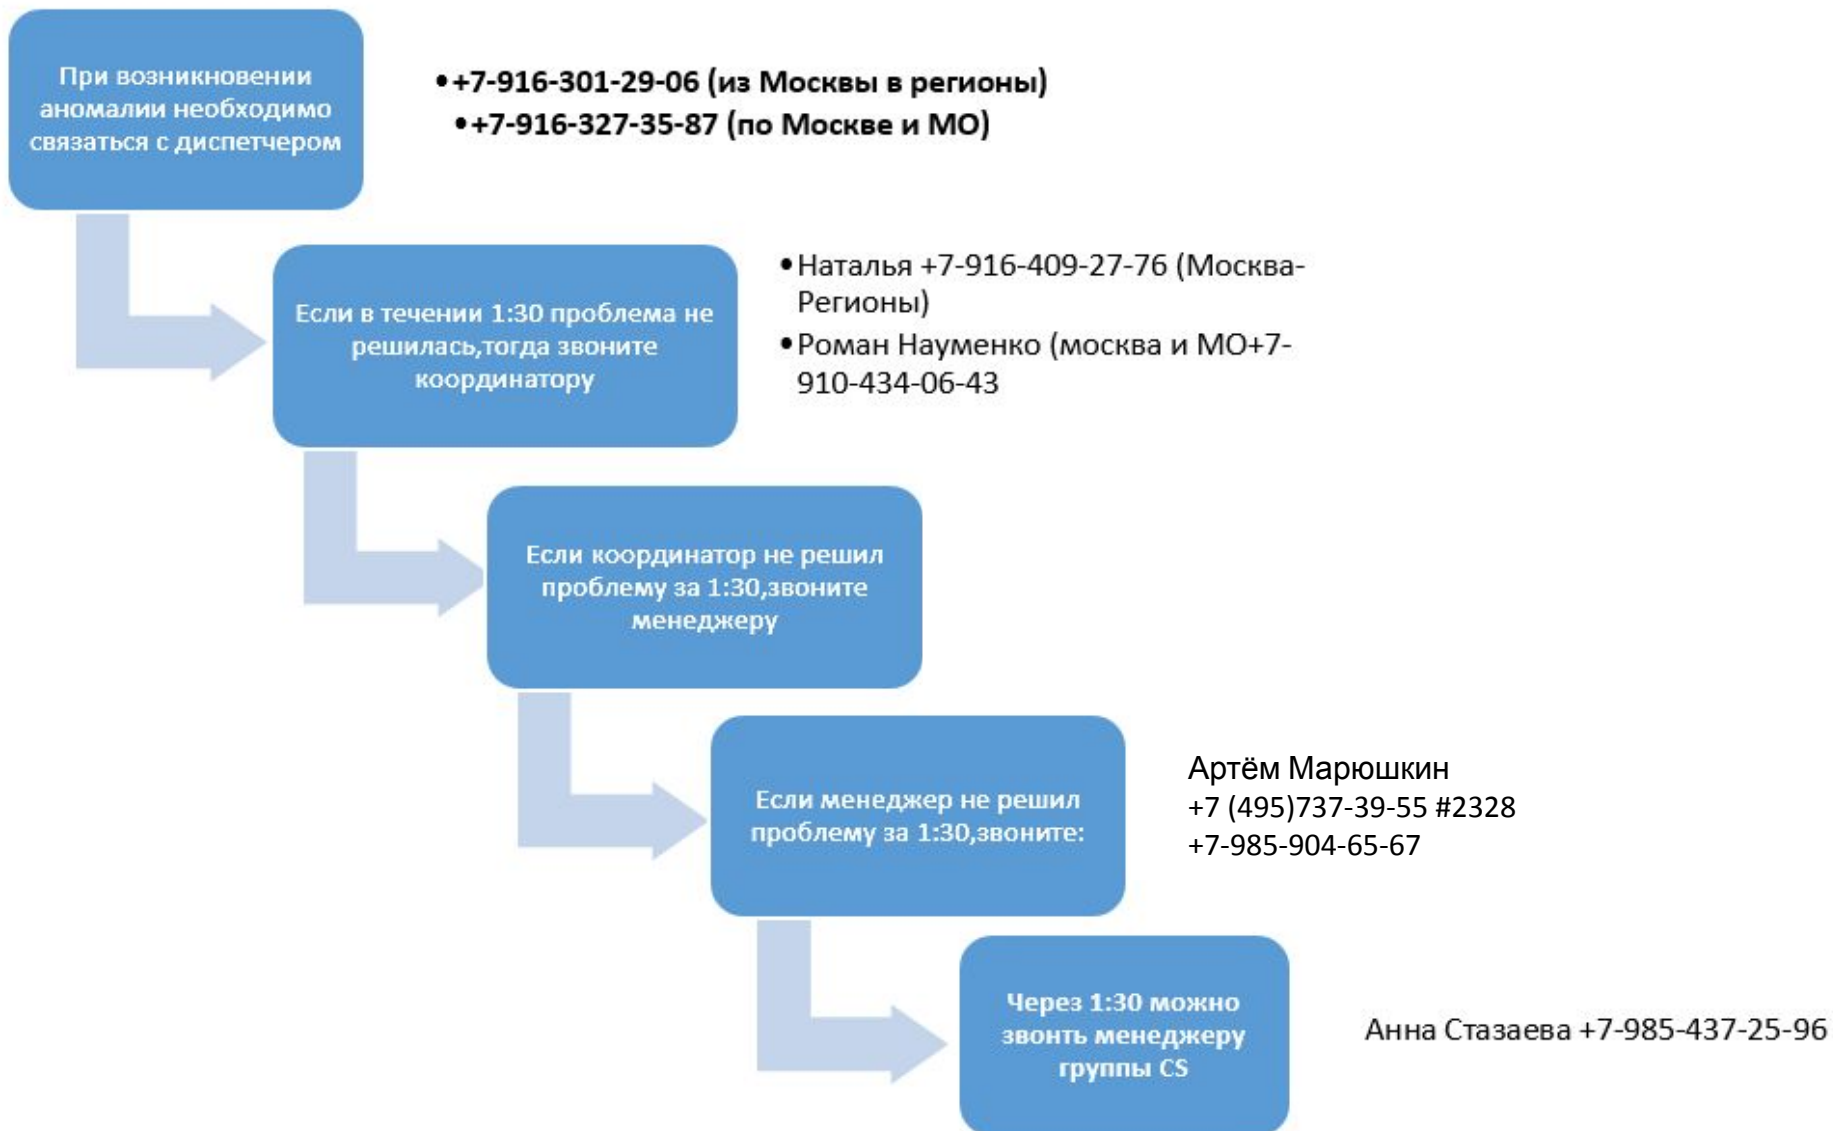 При возникновении
аномалии необходимо
связаться с диспетчером
•+7-916-301-29-06 (из Москвы в регионы)
•+7-916-327-35-87 (по Москве и МО)
Если в течении 1:30 проблема не
решилась,тогда звоните
координатору
•Наталья +7-916-409-27-76 (Москва-
Регионы)
•Роман Науменко (москва и МО+7-
910-434-06-43
Если координатор не решил
проблему за 1:30,звоните
менеджеру
Если менеджер не решил
проблему за 1:30,звоните:
Артём Марюшкин
+7 (495)737-39-55 #2328
+7-985-904-65-67
Через 1:30 можно
звонть менеджеру
группы CS
Анна Стазаева +7-985-437-25-96